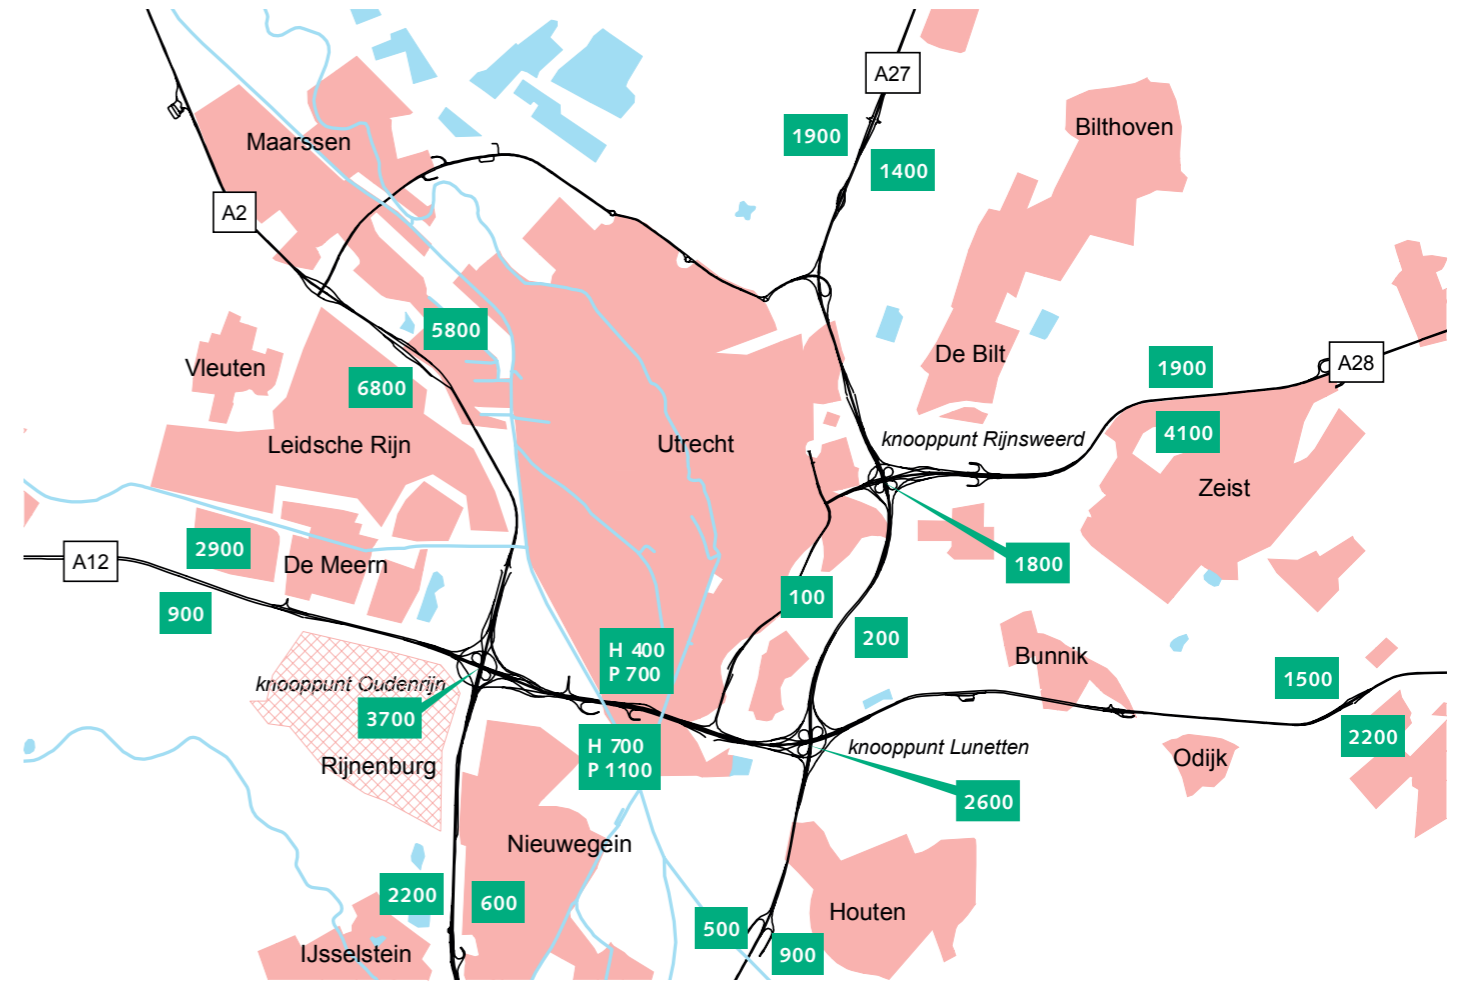 A27
1900
Bilthoven
Maarssen
1400
A2
5800
De Bilt
A28
Vleuten
1900
6800
4100
knooppunt Rijnsweerd
Leidsche Rijn
Utrecht
Zeist
2900
A12
De Meern
1800
100
900
200
H 400
P 700
Bunnik
1500
knooppunt Oudenrijn
3700
2200
H 700
P 1100
knooppunt Lunetten
Odijk
Rijnenburg
2600
Nieuwegein
2200
600
Houten
500
900
IJsselstein